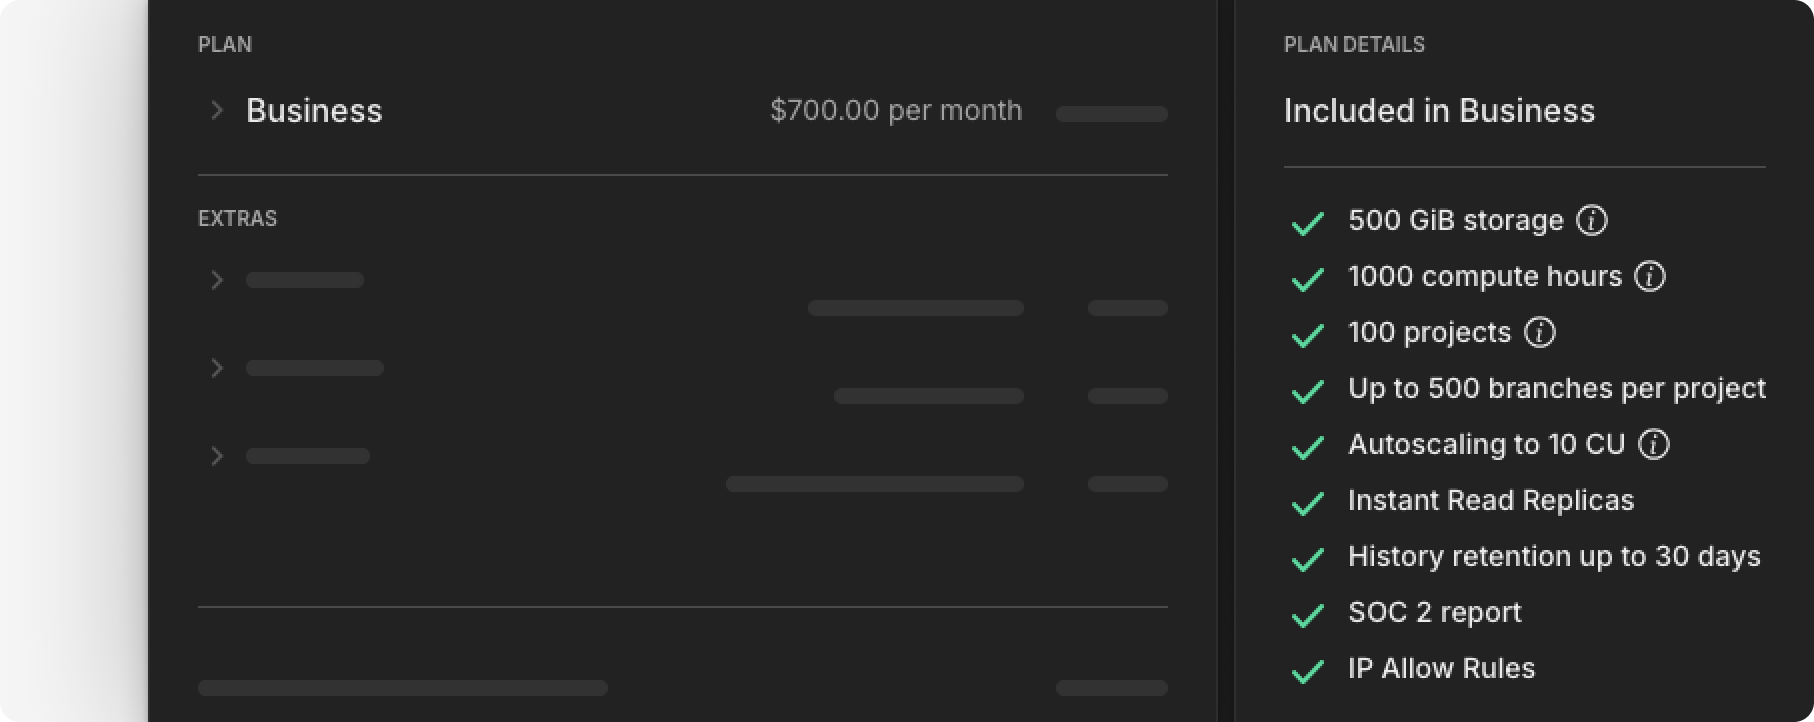 PLAN
Business
$700.00 per month
EXTRAS
PLAN DETAILS
Included in Business
500 GiB storage
1000 compute hours
100 projects
Up to 500 branches per project
Autoscaling to 10 CU
Instant Read Replicas
History retention up to 30 days
SOC 2 report
IP Allow Rules